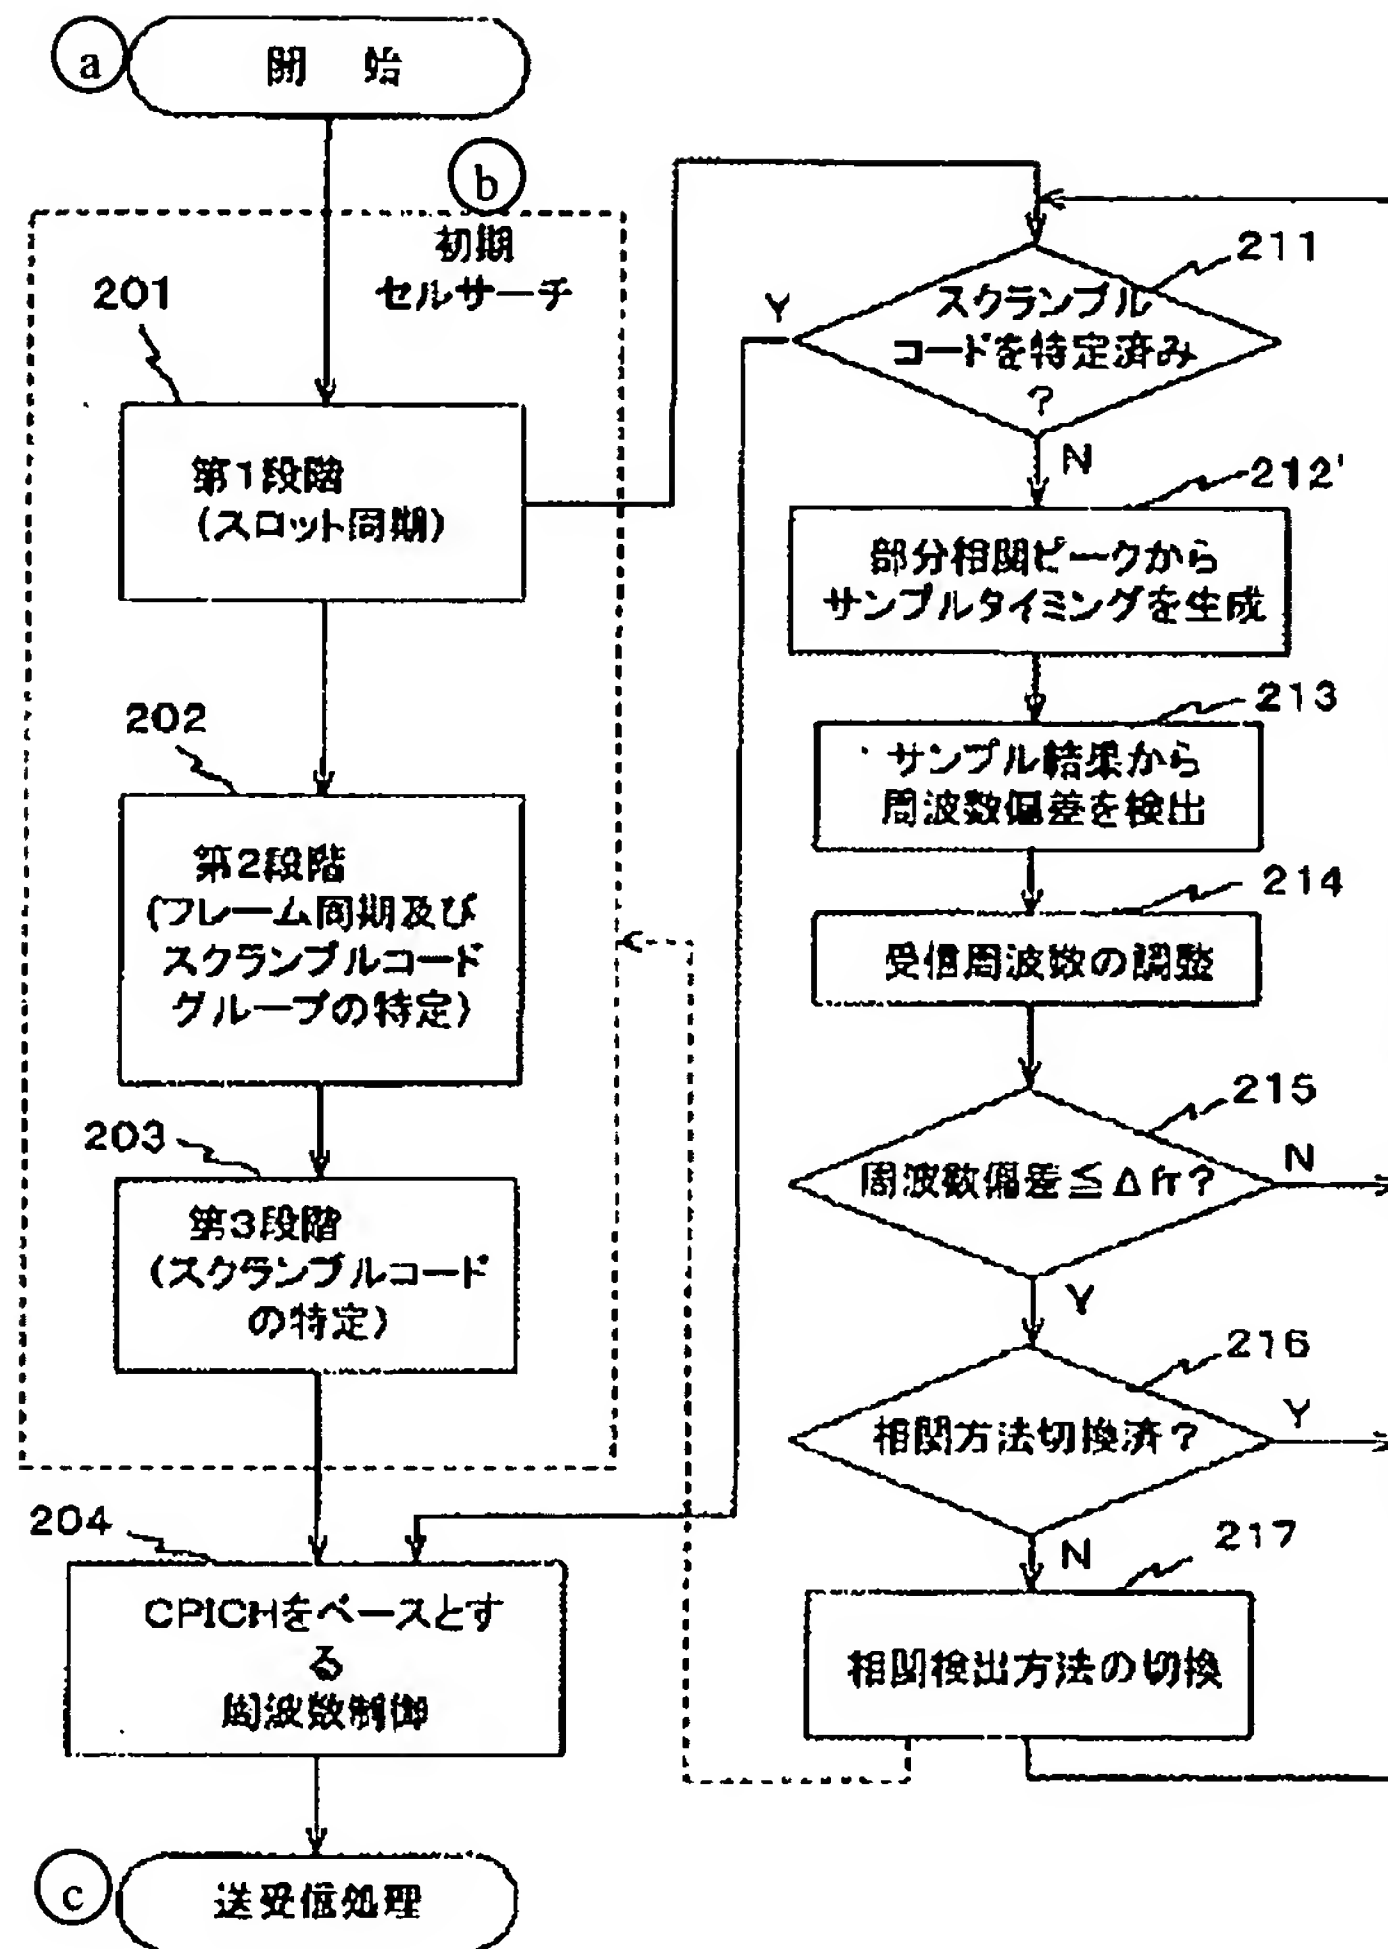 a
開 始
b
初期
セルサーチ
201
第1段階
(スロット同期)
202
第2段階
(フレーム同期及び
スクランブルコード
グループの特定)
203
第3段階
(スクランブルコード
の特定)
204
CPICHをベースとす
る
周波数制御
c
送受信処理
211
スクランブル
コードを特定済み
?
Y
N
212'
部分相関ピークから
サンプルタイミングを生成
213
サンプル結果から
周波数偏差を検出
214
受信周波数の調整
215
周波数偏差≦Δfr?
N
Y
216
相関方法切換済?
Y
N
217
相関検出方法の切換